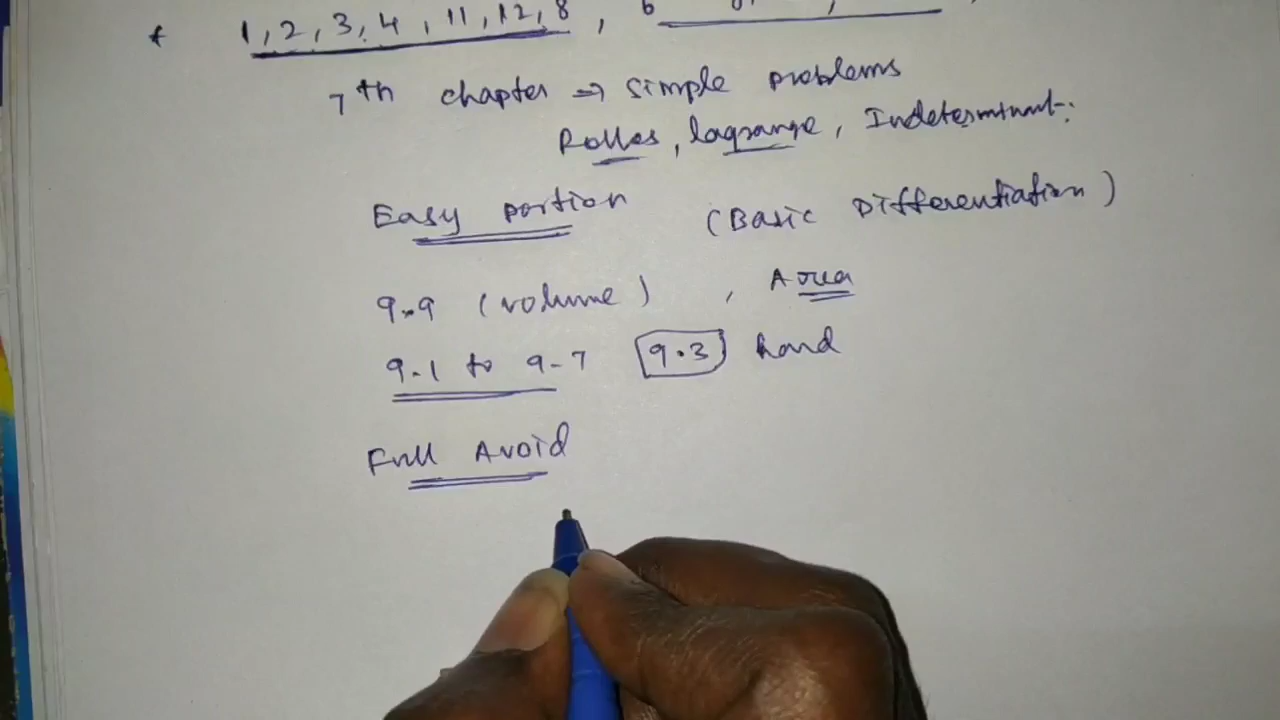 1, 2, 3, 4, 11, 12, 8,
7th chapter ⇒ simple problems
Rolles, lagrange, Indeterminant.
Easy portion (Basic Differentiation)
9.9 (volume), Area
9.1 to 9-7 9.3 hard
Full Avoid